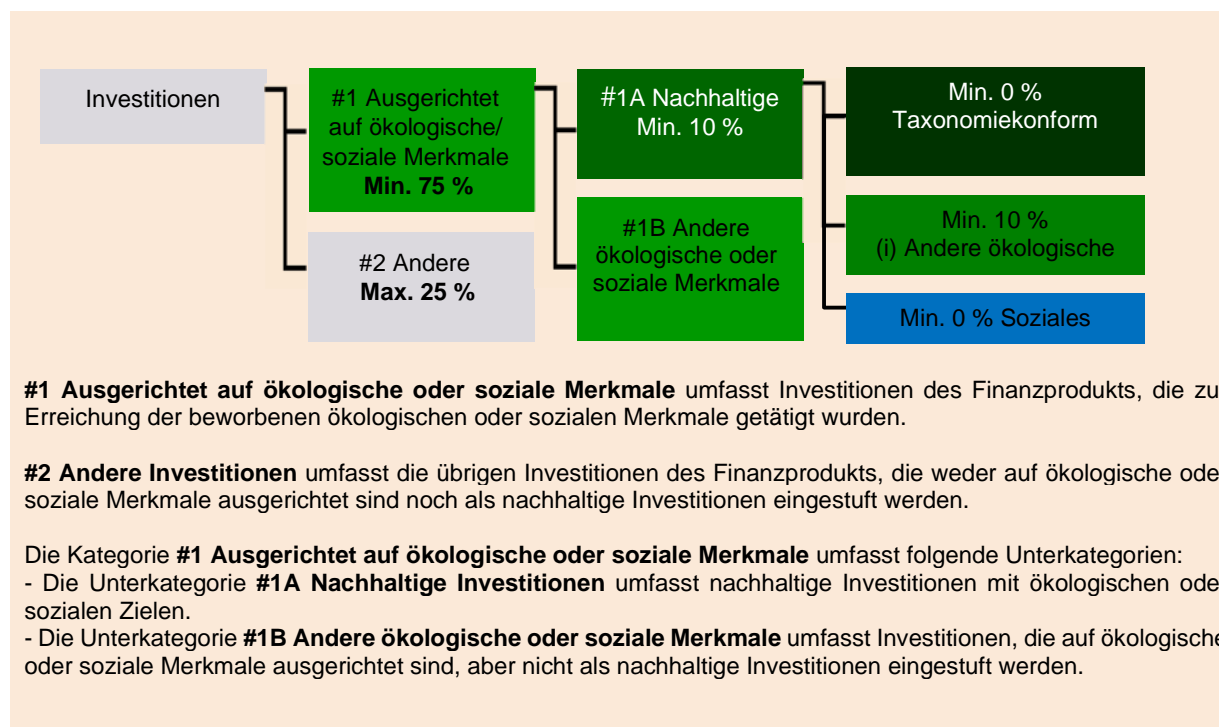 Investitionen
#1 Ausgerichtet
auf ökologische/
soziale Merkmale
Min. 75 %
#2 Andere
Max. 25 %
#1A Nachhaltige
Min. 10 %
#1B Andere
ökologische oder
soziale Merkmale
Min. 0 %
Taxonomiekonform
Min. 10 %
(i) Andere ökologische
Min. 0 % Soziales
#1 Ausgerichtet auf ökologische oder soziale Merkmale umfasst Investitionen des Finanzprodukts, die zu
Erreichung der beworbenen ökologischen oder sozialen Merkmale getätigt wurden.
#2 Andere Investitionen umfasst die übrigen Investitionen des Finanzprodukts, die weder auf ökologische ode
soziale Merkmale ausgerichtet sind noch als nachhaltige Investitionen eingestuft werden.
Die Kategorie #1 Ausgerichtet auf ökologische oder soziale Merkmale umfasst folgende Unterkategorien:
- Die Unterkategorie #1A Nachhaltige Investitionen umfasst nachhaltige Investitionen mit ökologischen ode
sozialen Zielen.
- Die Unterkategorie #1B Andere ökologische oder soziale Merkmale umfasst Investitionen, die auf ökologische
oder soziale Merkmale ausgerichtet sind, aber nicht als nachhaltige Investitionen eingestuft werden.